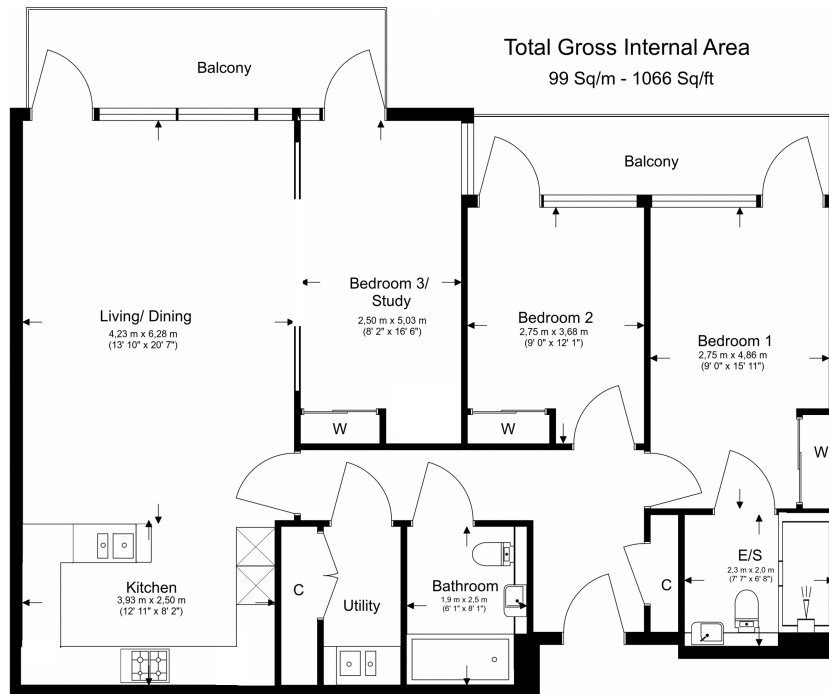 Total Gross Internal Area
99 Sq/m - 1066 Sq/ft
Balcony
Balcony
Living/ Dining
4,23 m x 6,28 m
(13' 10" x 20' 7")
Bedroom 3/
Study
2,50 m x 5,03 m
(8' 2" x 16' 6")
Bedroom 2
2,75 m x 3,68 m
(9' 0" x 12' 1")
Bedroom 1
2,75 m x 4,86 m
(9' 0" x 15' 11")
W
W
W
Kitchen
3,93 m x 2,50 m
(12' 11" x 8' 2")
C
Utility
Bathroom
1,9 m x 2,5 m
(6' 1" x 8' 1")
C
E/S
2,3 m x 2,0 m
(7' 7" x 6' 8")